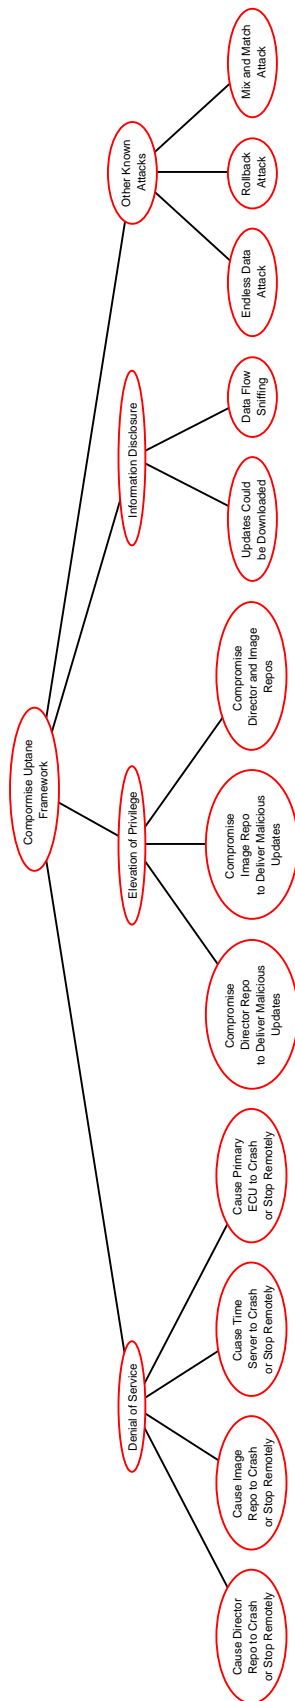 Compormise Uptane
Framework
Denial of Service
Elevation of Privilege
Information Disclosure
Other Known
Attacks
Cause Director
Repo to Crash
or Stop Remotely
Cause Image
Repo to Crash
or Stop Remotely
Cuase Time
Server to Crash
or Stop Remotely
Cause Primary
ECU to Crash
or Stop Remotely
Compromise
Director Repo
to Deliver Malicious
Updates
Compromise
Image Repo
to Deliver Malicious
Updates
Compromise
Director and Image
Repos
Updates Could
be Downloaded
Data Flow
Sniffing
Endless Data
Attack
Rollback
Attack
Mix and Match
Attack